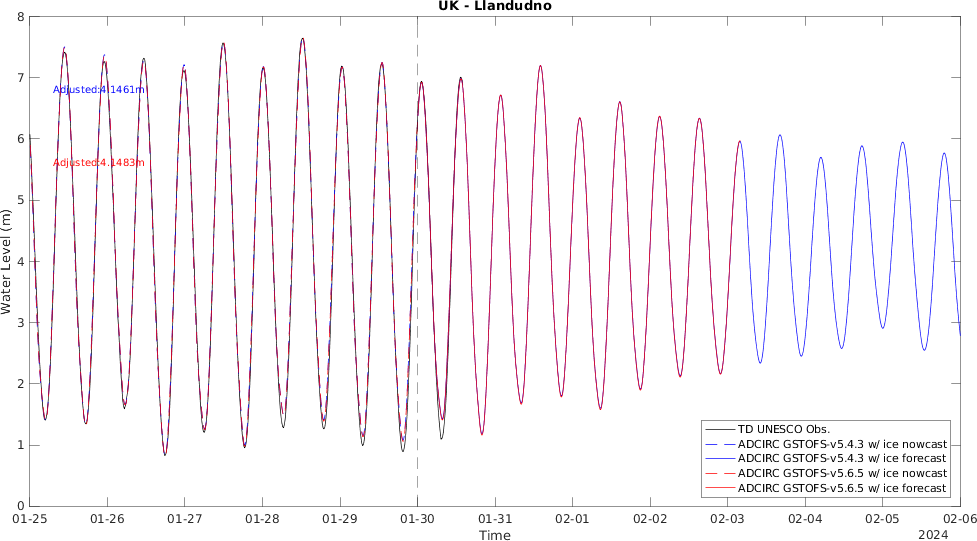 UK - Llandudno
8
7
6
5
4
3
2
1
0
Water Level (m)
Adjusted:4.1461m
Adjusted:4.1483m
TD UNESCO Obs.
ADCIRC GSTOFS-v5.4.3 w/ ice nowcast
ADCIRC GSTOFS-v5.4.3 w/ ice forecast
ADCIRC GSTOFS-v5.6.5 w/ ice nowcast
ADCIRC GSTOFS-v5.6.5 w/ ice forecast
01-25 01-26 01-27 01-28 01-29 01-30 01-31 02-01 02-02 02-03 02-04 02-05 02-06
Time
2024